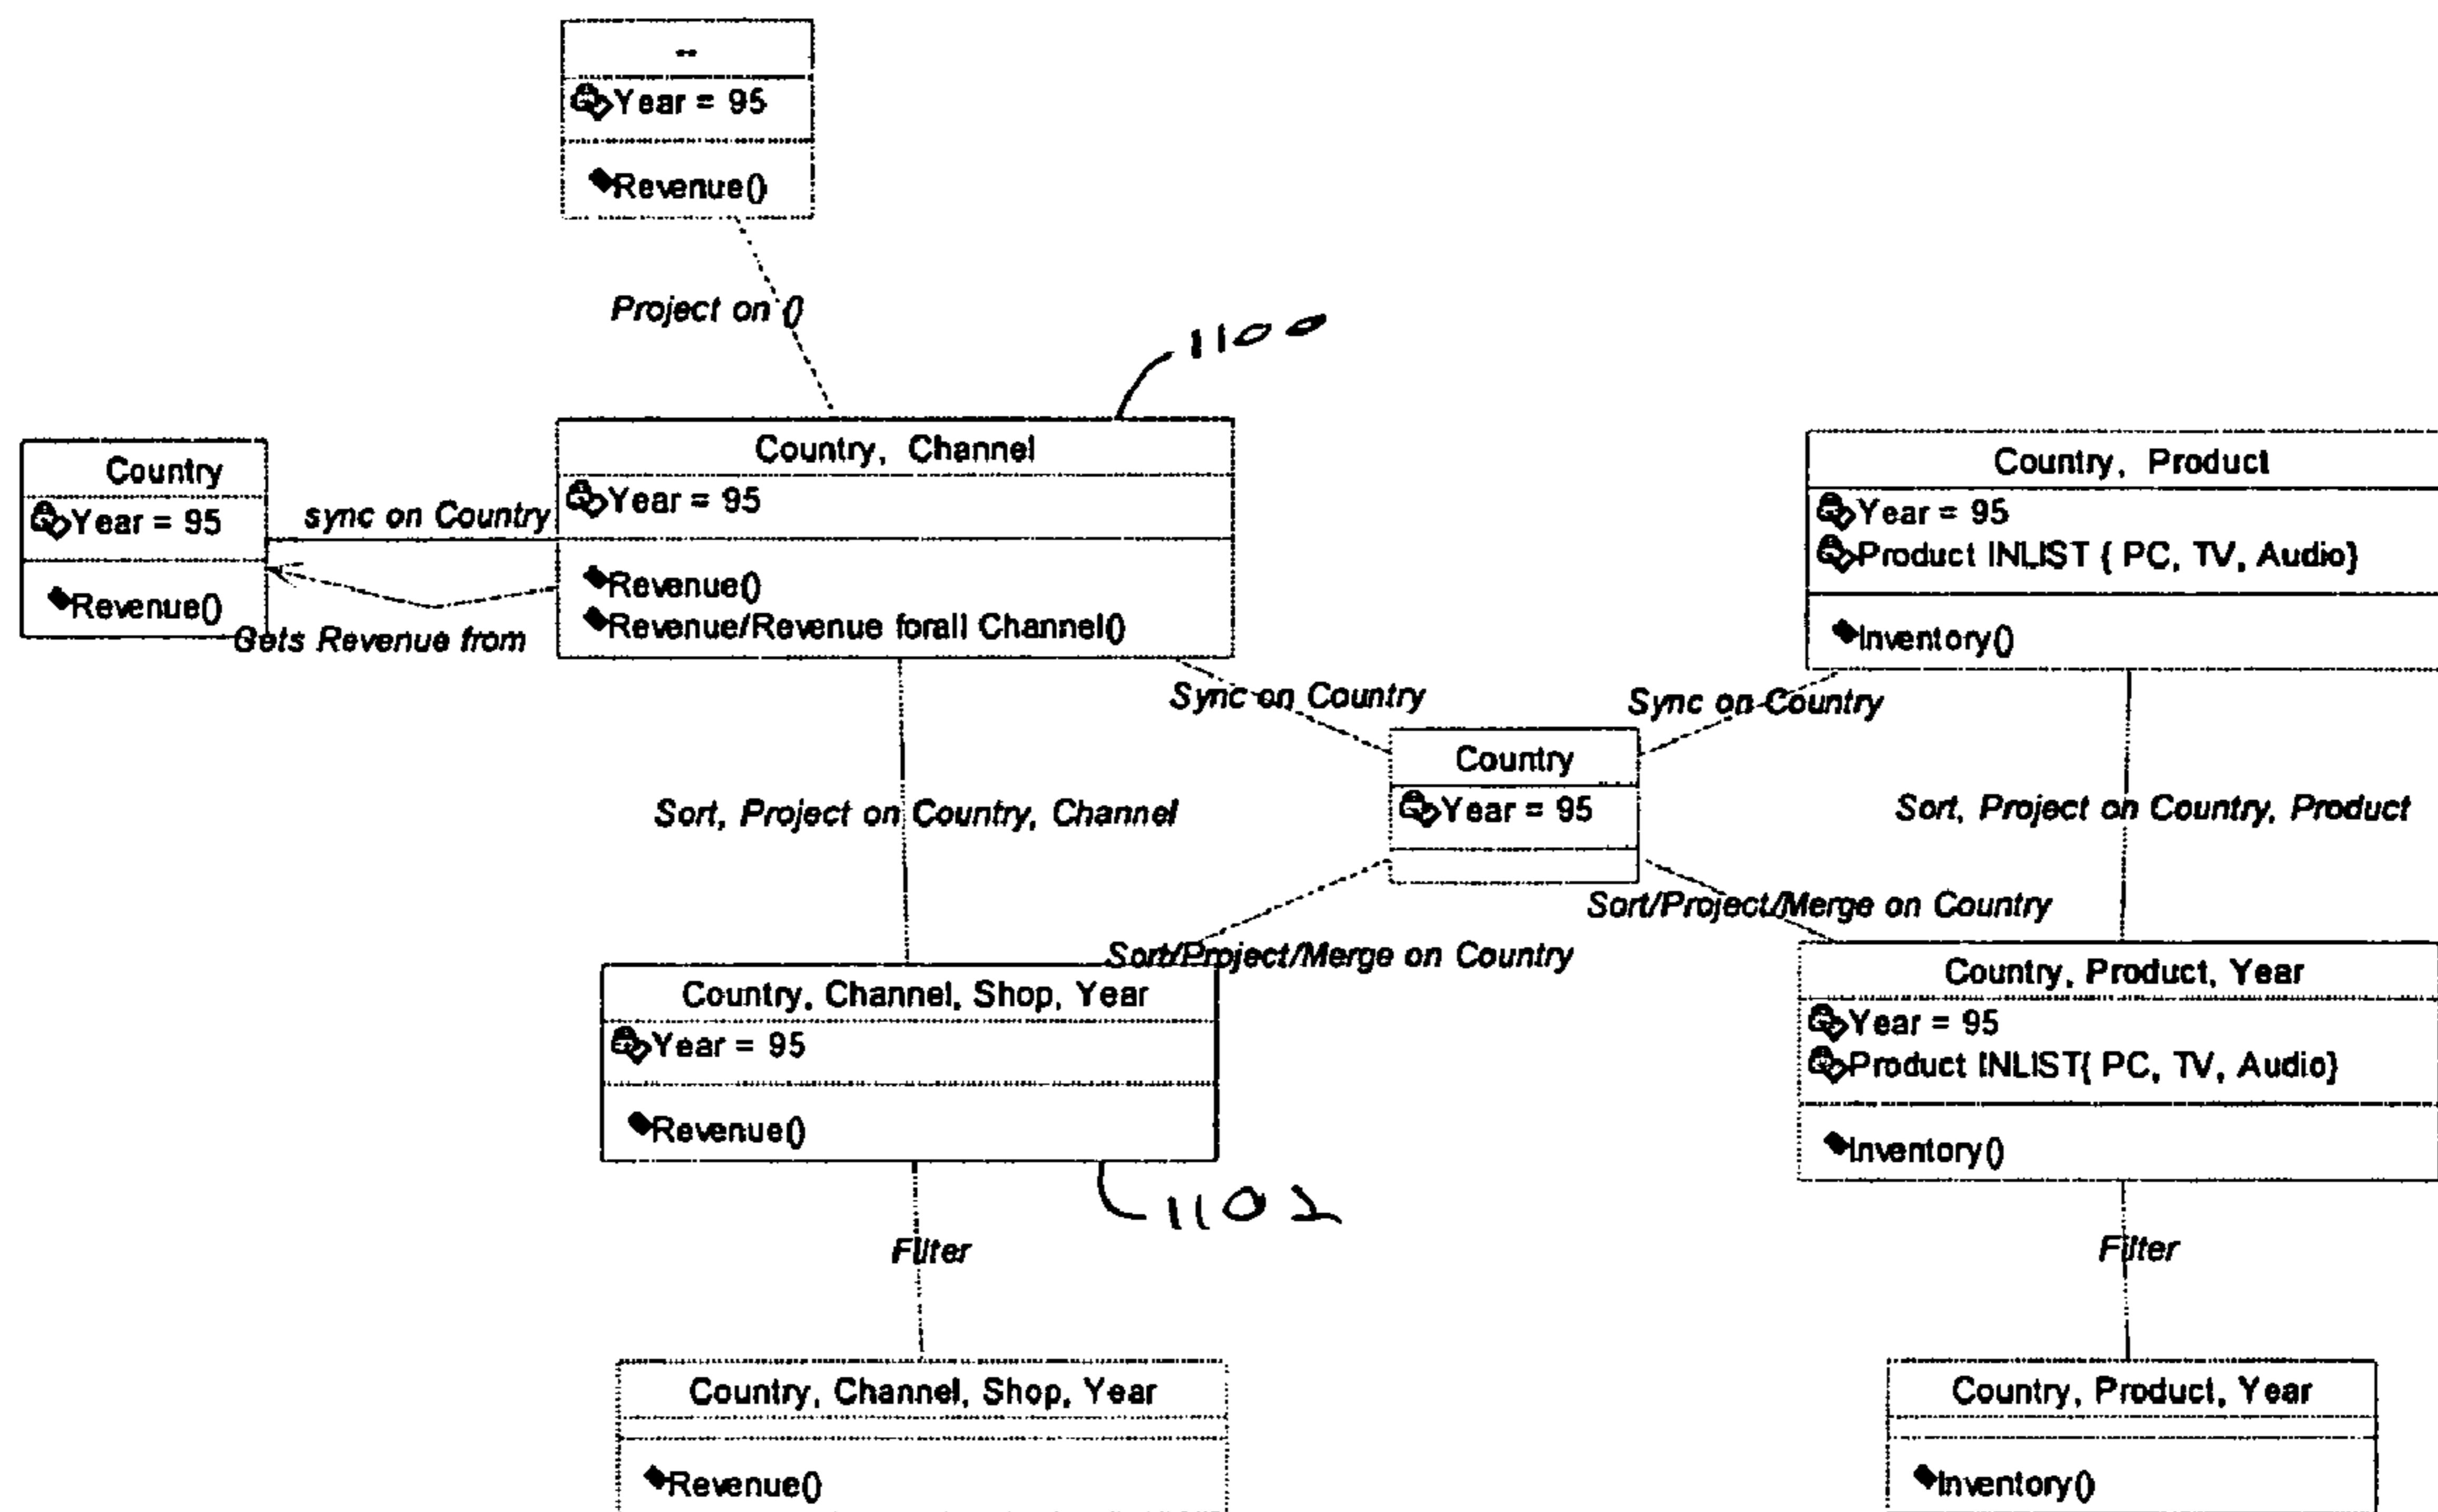 --
Year = 95
Revenue()
Project on ()
1100
Country
Year = 95
Revenue()
sync on Country
Gets Revenue from
Country, Channel
Year = 95
Revenue()
Revenue/Revenue forall Channel()
Country, Product
Year = 95
Product INLIST { PC, TV, Audio}
Inventory()
Sync on Country
Sync on Country
Country
Year = 95
Sort, Project on Country, Channel
Sort, Project on Country, Product
Sort/Project/Merge on Country
Sort/Project/Merge on Country
Country, Channel, Shop, Year
Year = 95
Revenue()
1102
Country, Product, Year
Year = 95
Product INLIST{ PC, TV, Audio}
Inventory()
Filter
Filter
Country, Channel, Shop, Year
Revenue()
Country, Product, Year
Inventory()